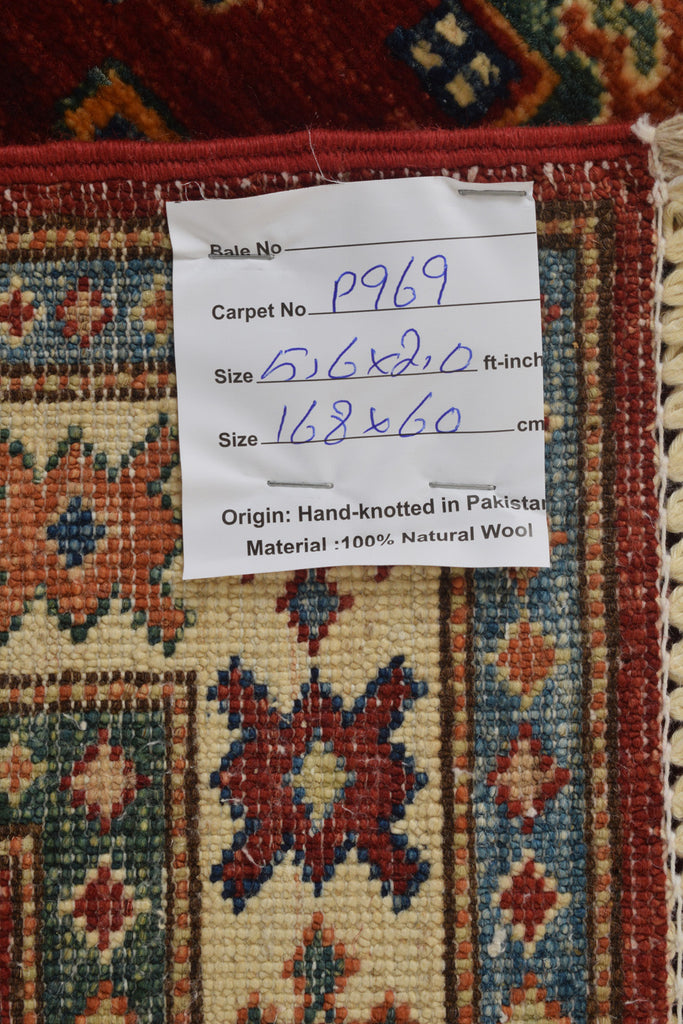 Bale No
Carpet No P969
Size 5,6x2,0 ft-inch
Size 168x60 cm
Origin: Hand-knotted in Pakistan
Material :100% Natural Wool